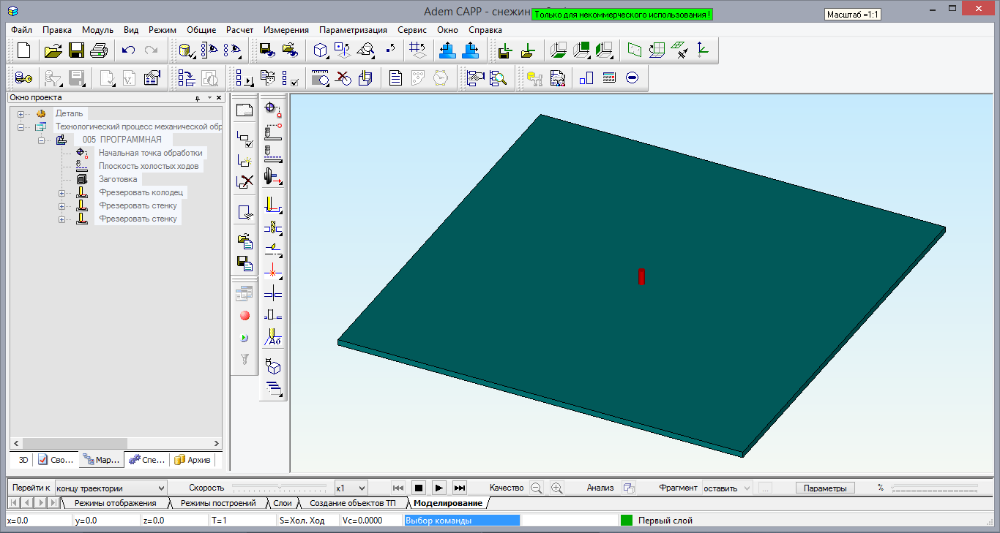 Adem CAPP - снежин
Только для некоммерческого использования !
Масштаб =1:1
Файл Правка Модуль Вид Режим Общие Расчет Измерения Параметризация Сервис Окно Справка
Окно проекта
Деталь
Технологический процесс механической обр
005 ПРОГРАММНАЯ
Начальная точка обработки
Плоскость холостых ходов
Заготовка
Фрезеровать колодец
Фрезеровать стенку
Фрезеровать стенку
3D Сво... Мар... Спе... Архив
Перейти к концу траектории Скорость x1 Качество Анализ Фрагмент оставить ... Параметры %
Режимы отображения Режимы построений Слои Создание объектов ТП Моделирование
x=0.0 y=0.0 z=0.0 T=1 S=Хол. Ход Vc=0.0000 Выбор команды Первый слой